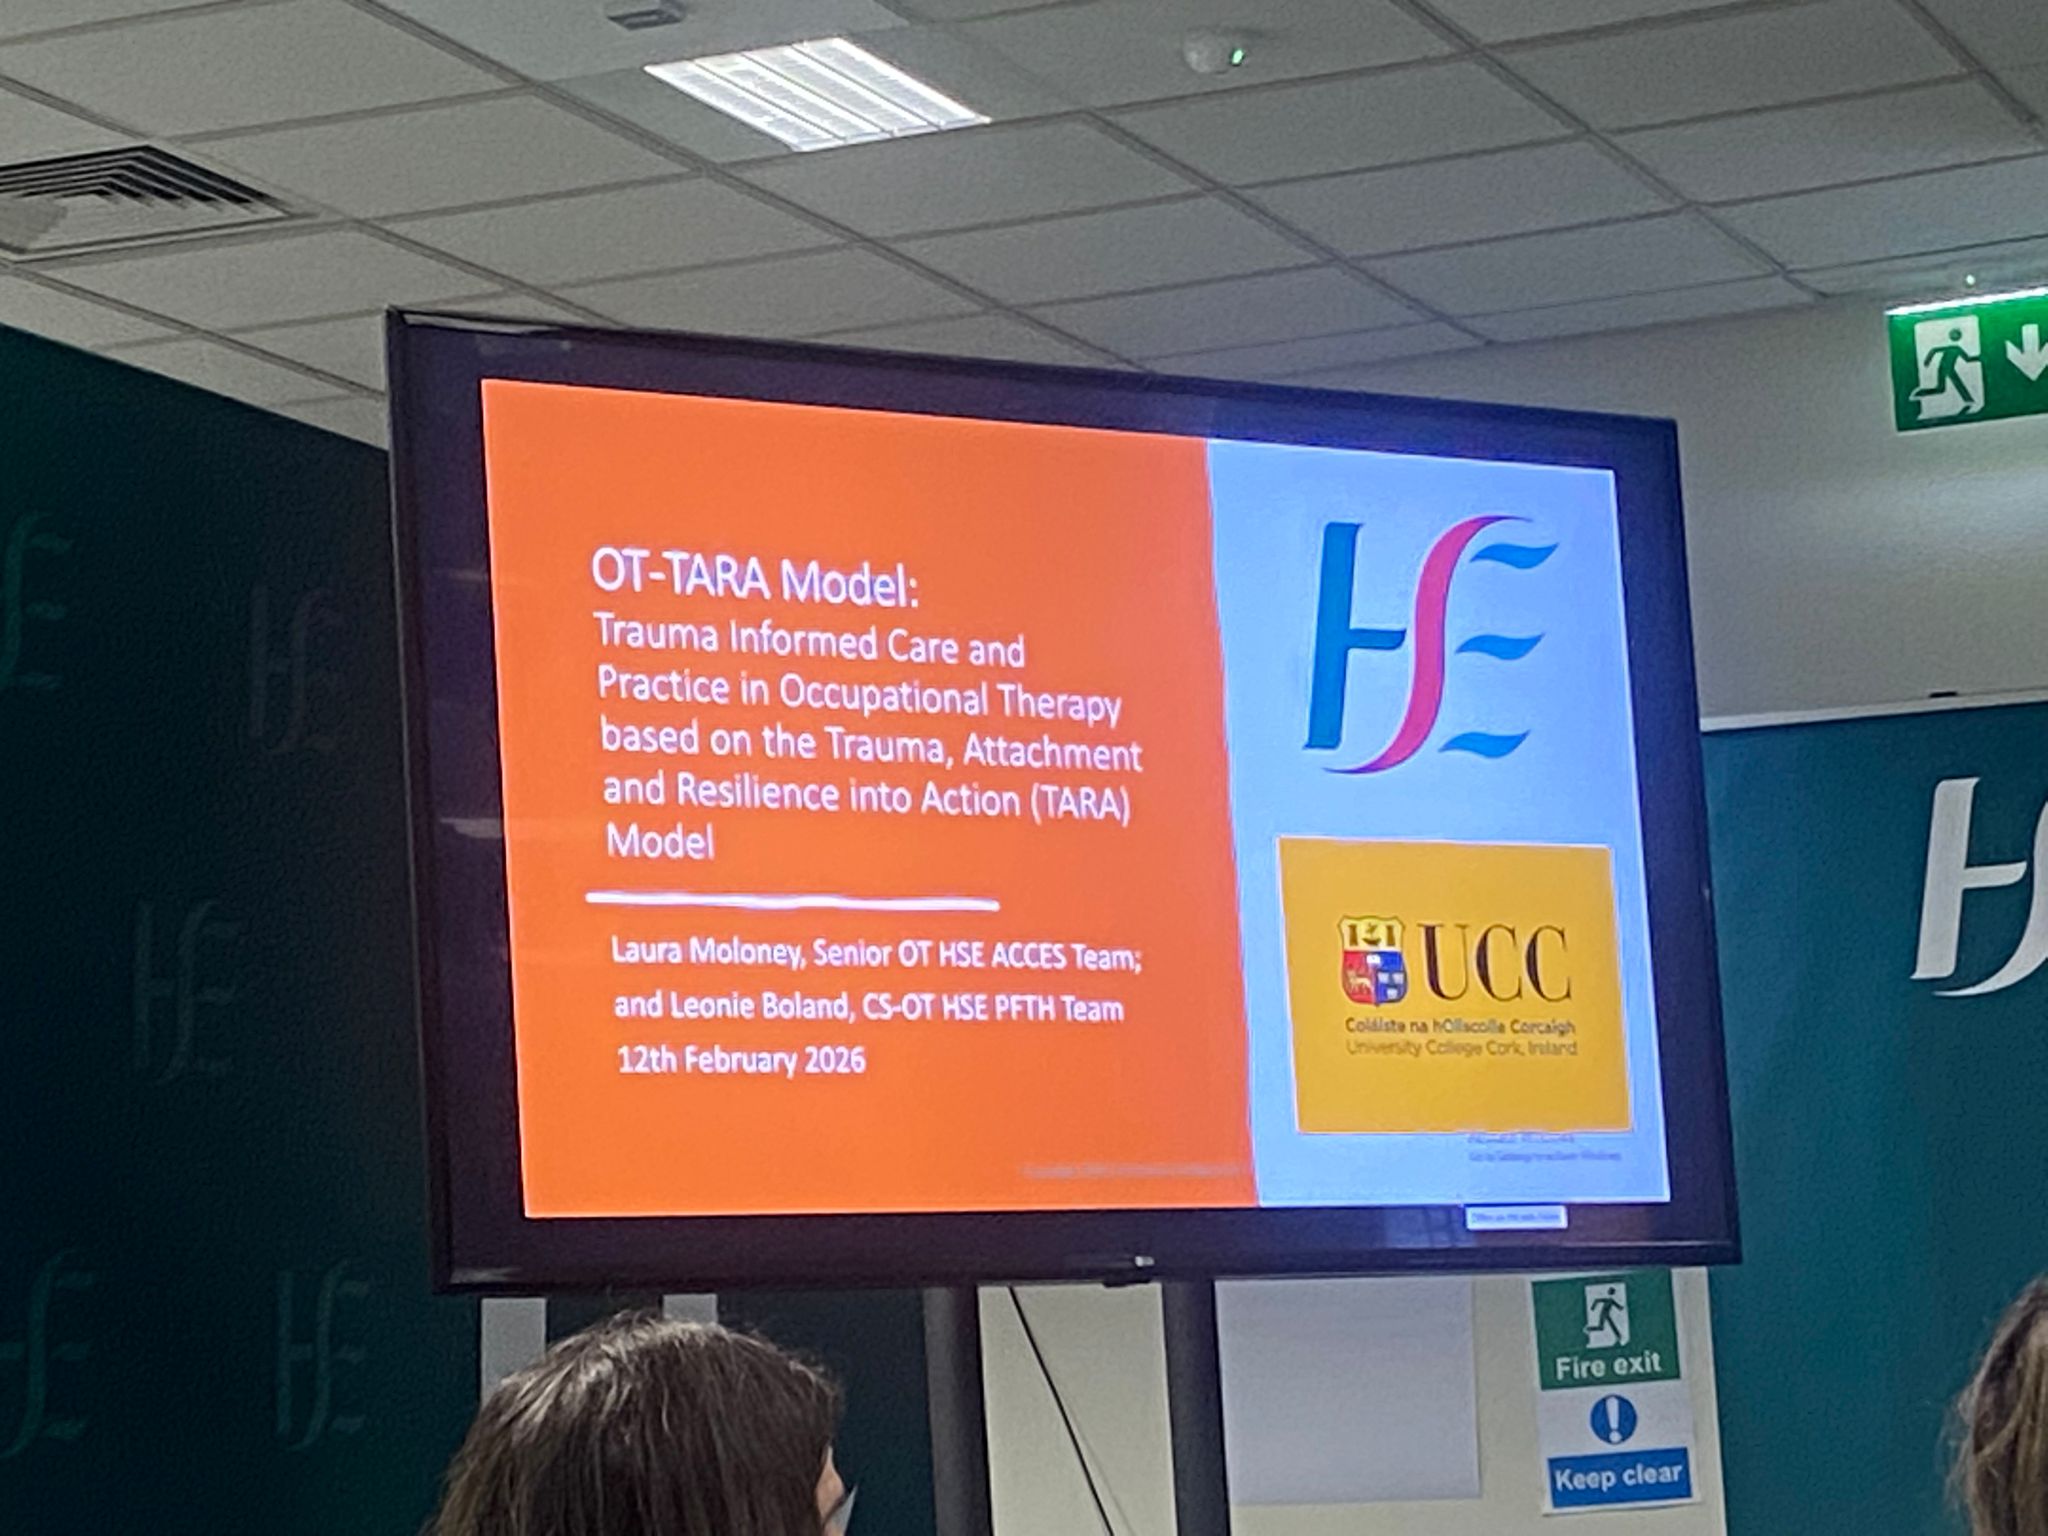 OT-TARA Model:
Trauma Informed Care and
Practice in Occupational Therapy
based on the Trauma, Attachment
and Resilience into Action (TARA)
Model
Laura Moloney, Senior OT HSE ACCES Team;
and Leonie Boland, CS-OT HSE PFTH Team
12th February 2026
HSE
UCC
Coláiste na hOllscoile Corcaigh
University College Cork, Ireland
Fire exit
Keep clear